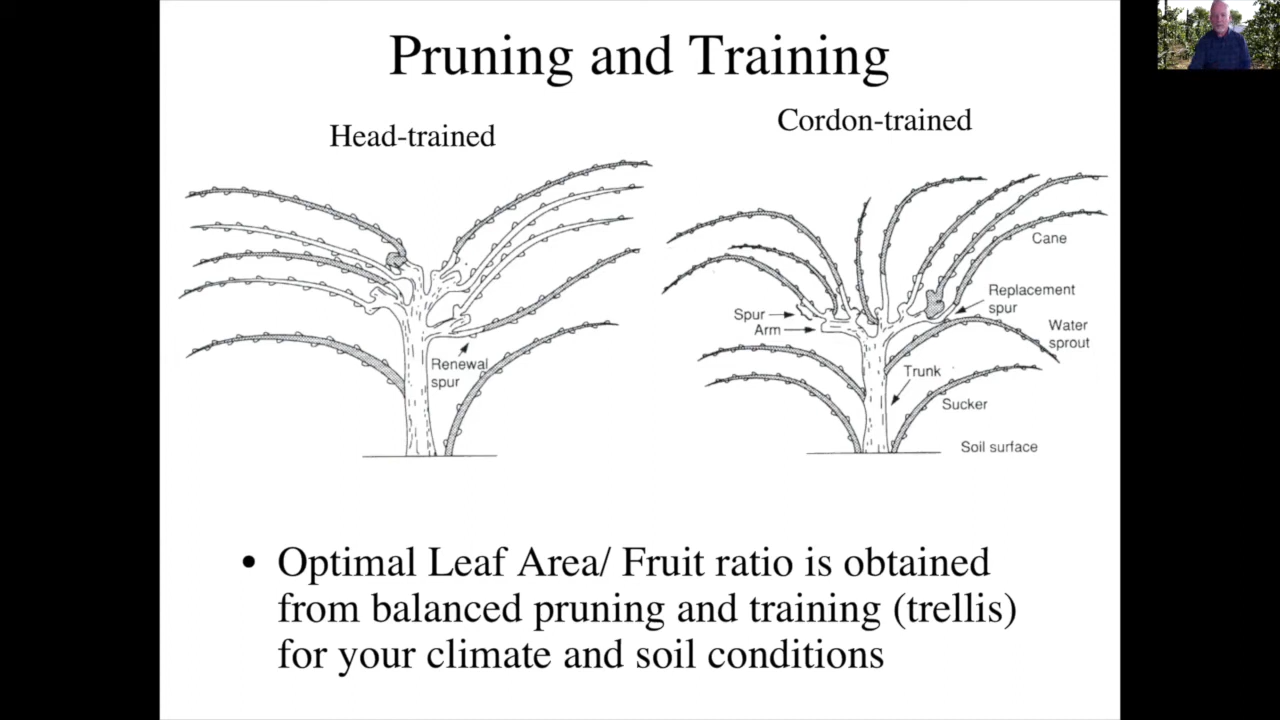 Pruning and Training
Head-trained
Cordon-trained
Cane
Replacement
spur
Spur
Arm
Water
sprout
Renewal
spur
Trunk
Sucker
Soil surface
• Optimal Leaf Area/ Fruit ratio is obtained
from balanced pruning and training (trellis)
for your climate and soil conditions